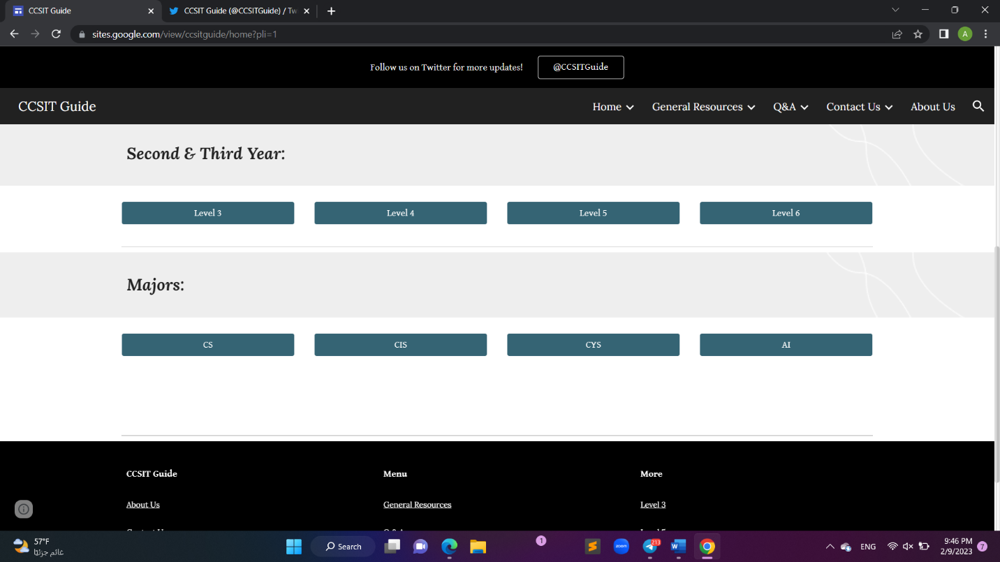 CCSIT Guide
CCSIT Guide (@CCSITGuide) / Tw
sites.google.com/view/ccsitguide/home?pli=1
A
Follow us on Twitter for more updates!
@CCSITGuide
CCSIT Guide
Home
General Resources
Q&A
Contact Us
About Us
Second & Third Year:
Level 3
Level 4
Level 5
Level 6
Majors:
CS
CIS
CYS
AI
CCSIT Guide
Menu
More
About Us
General Resources
Level 3
57°F
غائم جزئيًا
Search
1
zoom
213
W
ENG
9:46 PM
2/9/2023
7